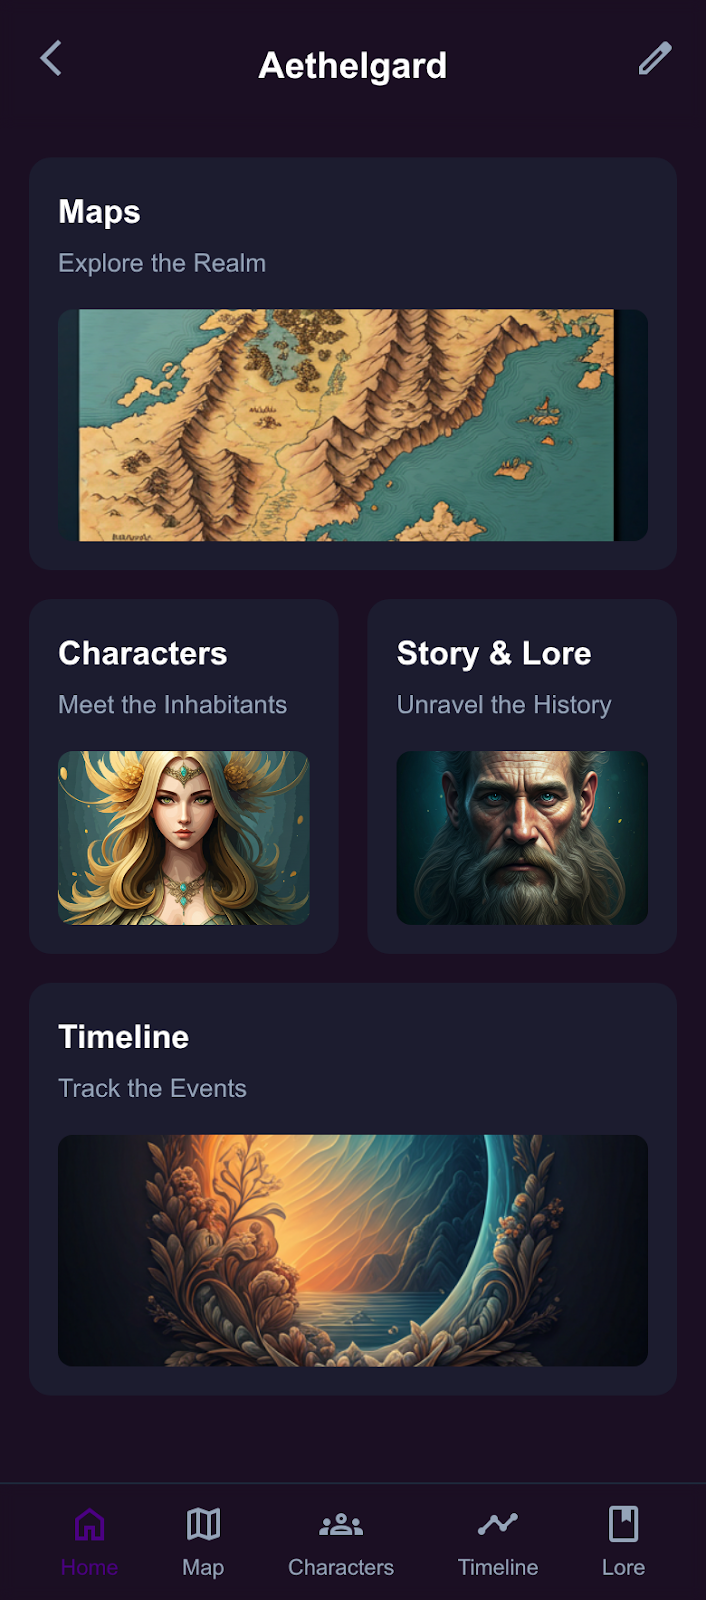 Aethelgard
Maps
Explore the Realm
Characters
Meet the Inhabitants
Story & Lore
Unravel the History
Timeline
Track the Events
Home
Map
Characters
Timeline
Lore